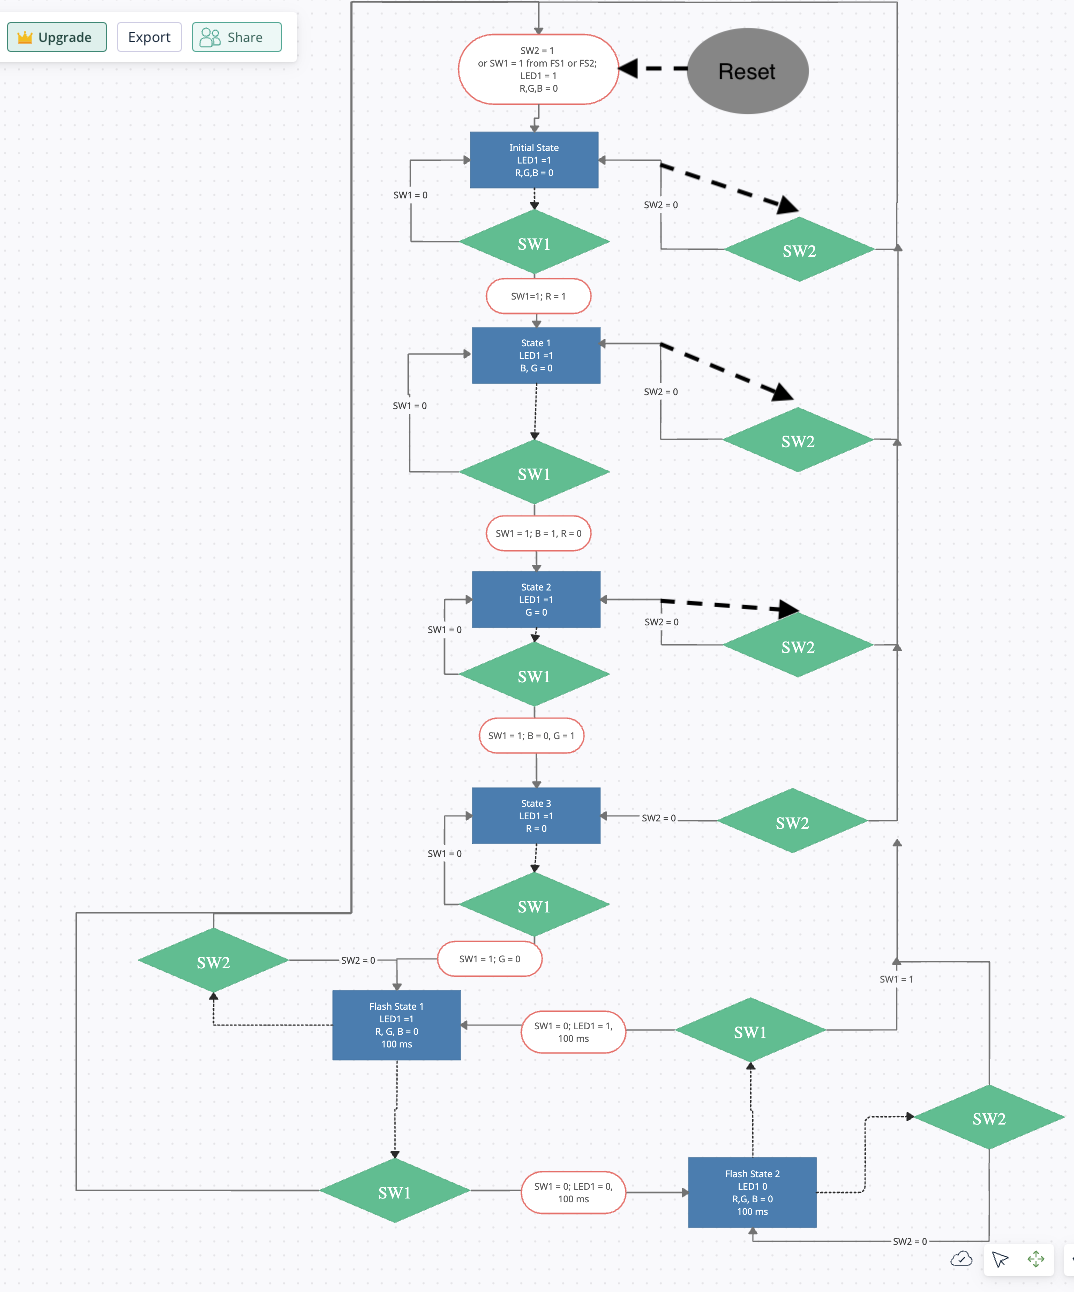 Upgrade
Export
Share
SW2 = 1
or SW1 = 1 from FS1 or FS2;
LED1 = 1
R,G,B = 0
Reset
Initial State
LED1 =1
R,G,B = 0
SW1 = 0
SW2 = 0
SW1
SW2
SW1=1; R = 1
State 1
LED1 =1
B, G = 0
SW1 = 0
SW2 = 0
SW2
SW1
SW1 = 1; B = 1, R = 0
State 2
LED1 =1
G = 0
SW1 = 0
SW2 = 0
SW2
SW1
SW1 = 1; B = 0, G = 1
State 3
LED1 =1
R = 0
SW2 = 0
SW2
SW1 = 0
SW1
SW1 = 1; G = 0
SW2
SW2 = 0
Flash State 1
LED1 =1
R, G, B = 0
100 ms
SW1 = 0; LED1 = 1,
100 ms
SW1
SW1 = 1
SW2
SW1
SW1 = 0; LED1 = 0,
100 ms
Flash State 2
LED1 0
R,G, B = 0
100 ms
SW2 = 0